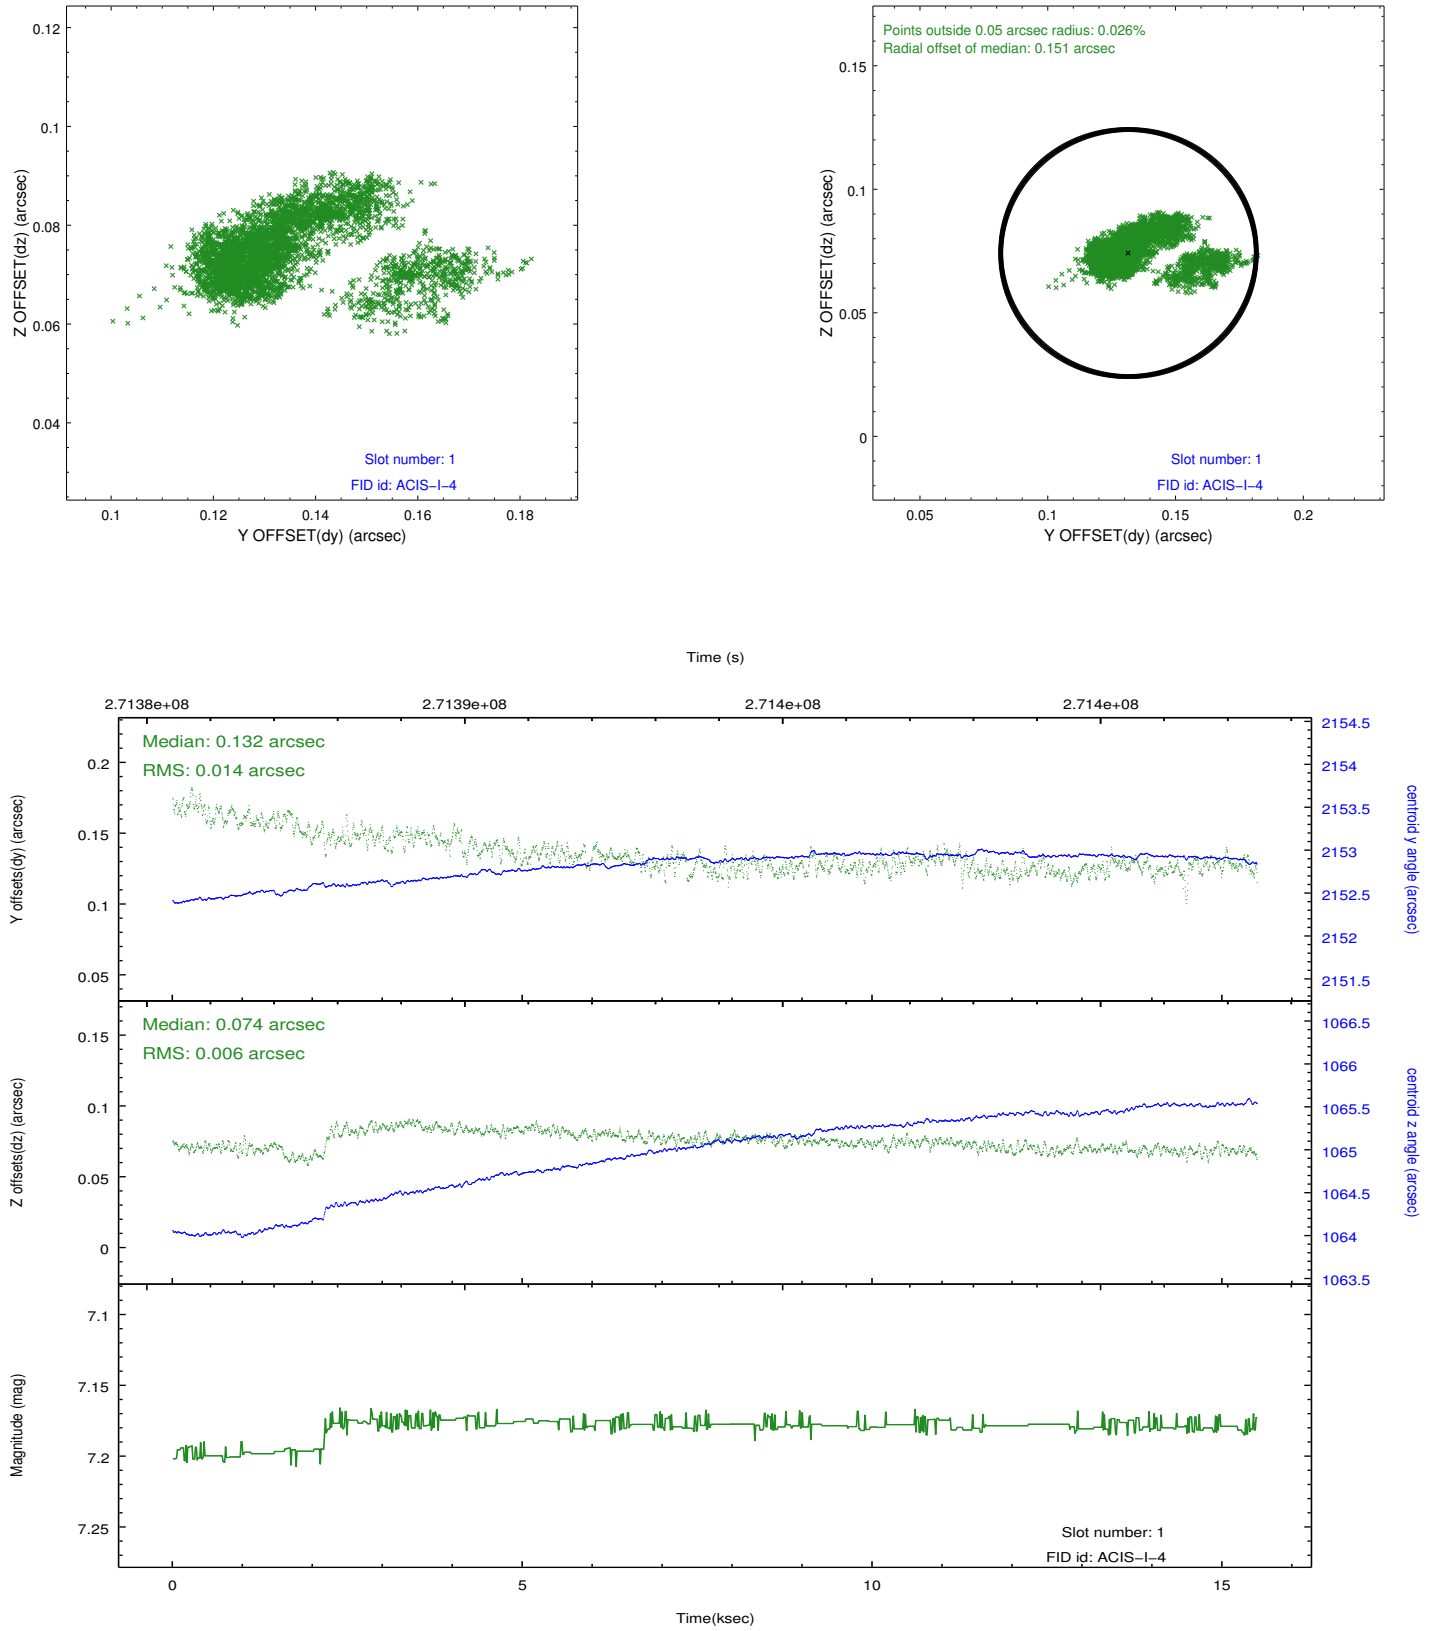 0.12
0.1
0.08
0.06
0.04
Z OFFSET(dz) (arcsec)
0.1 0.12 0.14 0.16 0.18
Y OFFSET(dy) (arcsec)
Slot number: 1
FID id: ACIS−I−4
Points outside 0.05 arcsec radius: 0.026%
Radial offset of median: 0.151 arcsec
0.15
0.1
0.05
0
Z OFFSET(dz) (arcsec)
0.05 0.1 0.15 0.2
Y OFFSET(dy) (arcsec)
Slot number: 1
FID id: ACIS−I−4
Time (s)
2.7138e+08 2.7139e+08 2.714e+08 2.714e+08
Median: 0.132 arcsec
RMS: 0.014 arcsec
0.2
0.15
0.1
0.05
Y offsets(dy) (arcsec)
2154.5
2154
2153.5
2153
2152.5
2152
2151.5
centroid y angle (arcsec)
Median: 0.074 arcsec
RMS: 0.006 arcsec
0.15
0.1
0.05
0
Z offsets(dz) (arcsec)
1066.5
1066
1065.5
1065
1064.5
1064
1063.5
centroid z angle (arcsec)
7.1
7.15
7.2
7.25
Magnitude (mag)
Slot number: 1
FID id: ACIS−I−4
0 5 10 15
Time(ksec)